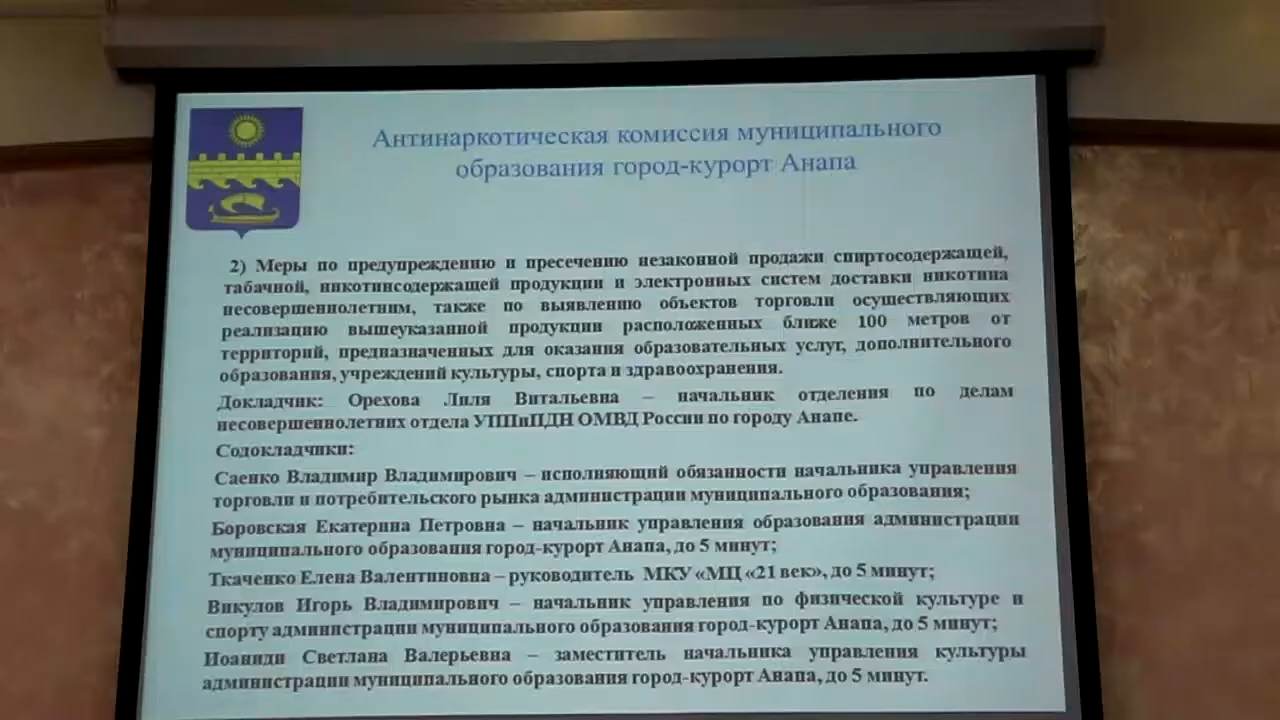 Антинаркотическая комиссия муниципального
образования город-курорт Анапа
2) Меры по предупреждению и пресечению незаконной продажи спиртосодержащей,
табачной, никотинсодержащей продукции и электронных систем доставки никотина
несовершеннолетним, также по выявлению объектов торговли осуществляющих
реализацию вышеуказанной продукции расположенных ближе 100 метров от
территорий, предназначенных для оказания образовательных услуг, дополнительного
образования, учреждений культуры, спорта и здравоохранения.
Докладчик: Орехова Лиля Витальевна – начальник отделения по делам
несовершеннолетних отдела УППиПДН ОМВД России по городу Анапе.
Содокладчики:
Саенко Владимир Владимирович – исполняющий обязанности начальника управления
торговли и потребительского рынка администрации муниципального образования;
Боровская Екатерина Петровна – начальник управления образования администрации
муниципального образования город-курорт Анапа, до 5 минут;
Ткаченко Елена Валентиновна – руководитель МКУ «МЦ «21 век», до 5 минут;
Викулов Игорь Владимирович – начальник управления по физической культуре и
спорту администрации муниципального образования город-курорт Анапа, до 5 минут;
Иоаниди Светлана Валерьевна – заместитель начальника управления культуры
администрации муниципального образования город-курорт Анапа, до 5 минут.